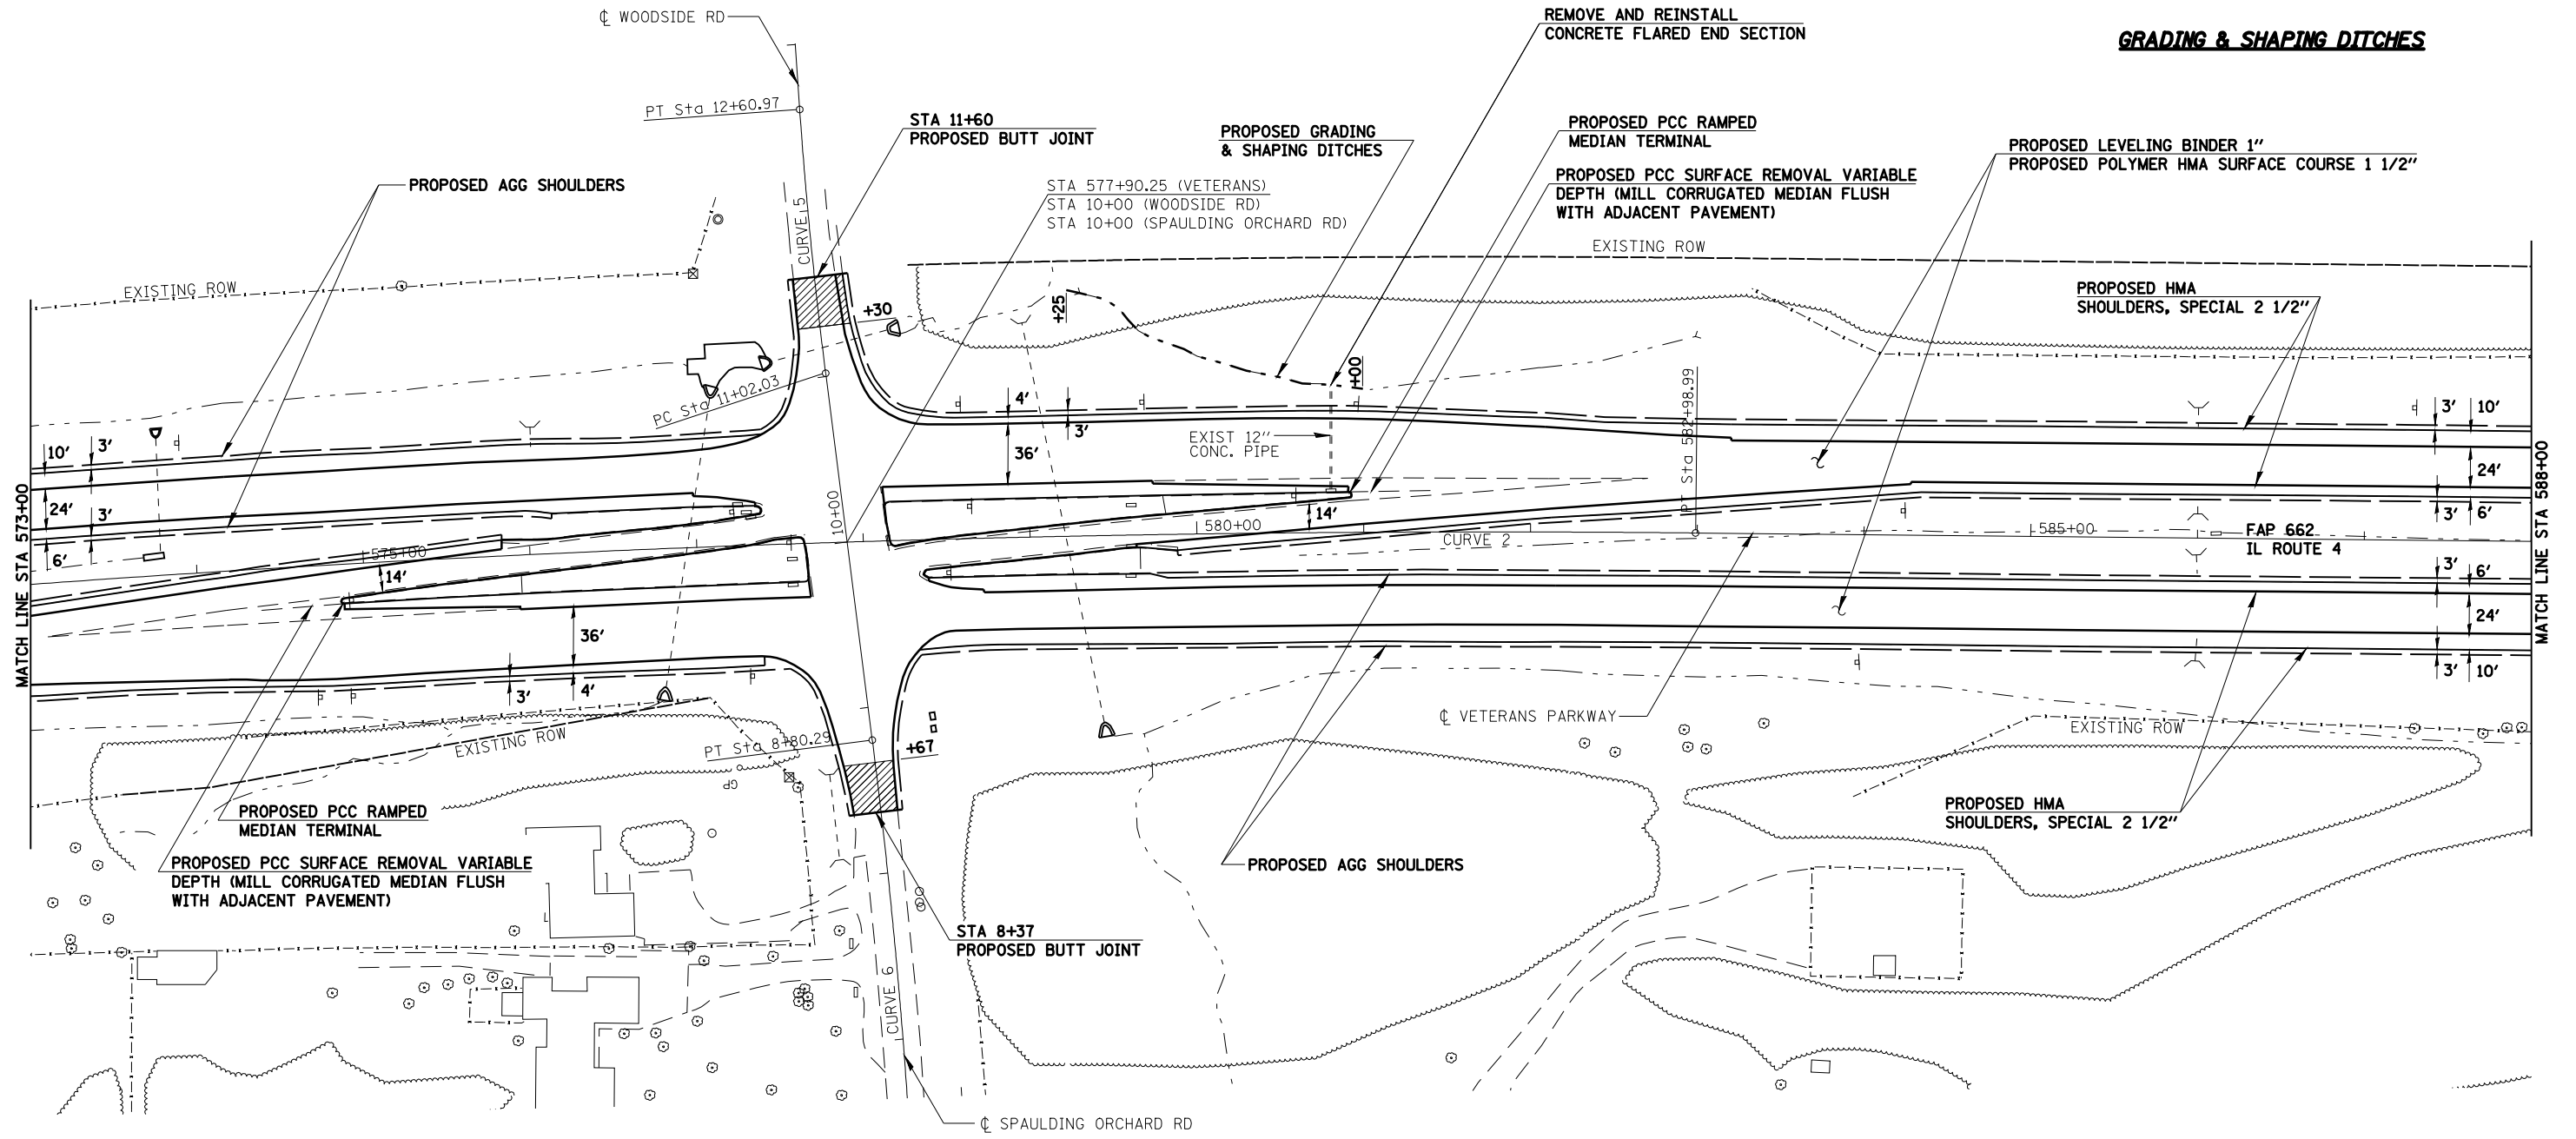 ℄ WOODSIDE RD
REMOVE AND REINSTALL
CONCRETE FLARED END SECTION
GRADING & SHAPING DITCHES
PT Sta 12+60.97
STA 11+60
PROPOSED BUTT JOINT
PROPOSED GRADING
& SHAPING DITCHES
PROPOSED PCC RAMPED
MEDIAN TERMINAL
PROPOSED LEVELING BINDER 1"
PROPOSED POLYMER HMA SURFACE COURSE 1 1/2"
PROPOSED AGG SHOULDERS
STA 577+90.25 (VETERANS)
STA 10+00 (WOODSIDE RD)
STA 10+00 (SPAULDING ORCHARD RD)
PROPOSED PCC SURFACE REMOVAL VARIABLE
DEPTH (MILL CORRUGATED MEDIAN FLUSH
WITH ADJACENT PAVEMENT)
CURVE 5
EXISTING ROW
EXISTING ROW
PROPOSED HMA
SHOULDERS, SPECIAL 2 1/2"
+30
+25
+00
PC Sta 11+02.03
PT Sta 582+98.99
4'
3'
36'
EXIST 12"
CONC. PIPE
3'
10'
24'
3'
6'
10'
3'
24'
3'
6'
MATCH LINE STA 573+00
MATCH LINE STA 588+00
575+00
10+00
580+00
14'
14'
CURVE 2
585+00
FAP 662
IL ROUTE 4
3'
6'
24'
3'
10'
36'
3'
4'
℄ VETERANS PARKWAY
EXISTING ROW
EXISTING ROW
PT Sta 8+80.29
+67
GP
PROPOSED PCC RAMPED
MEDIAN TERMINAL
PROPOSED HMA
SHOULDERS, SPECIAL 2 1/2"
PROPOSED PCC SURFACE REMOVAL VARIABLE
DEPTH (MILL CORRUGATED MEDIAN FLUSH
WITH ADJACENT PAVEMENT)
PROPOSED AGG SHOULDERS
STA 8+37
PROPOSED BUTT JOINT
CURVE 6
℄ SPAULDING ORCHARD RD